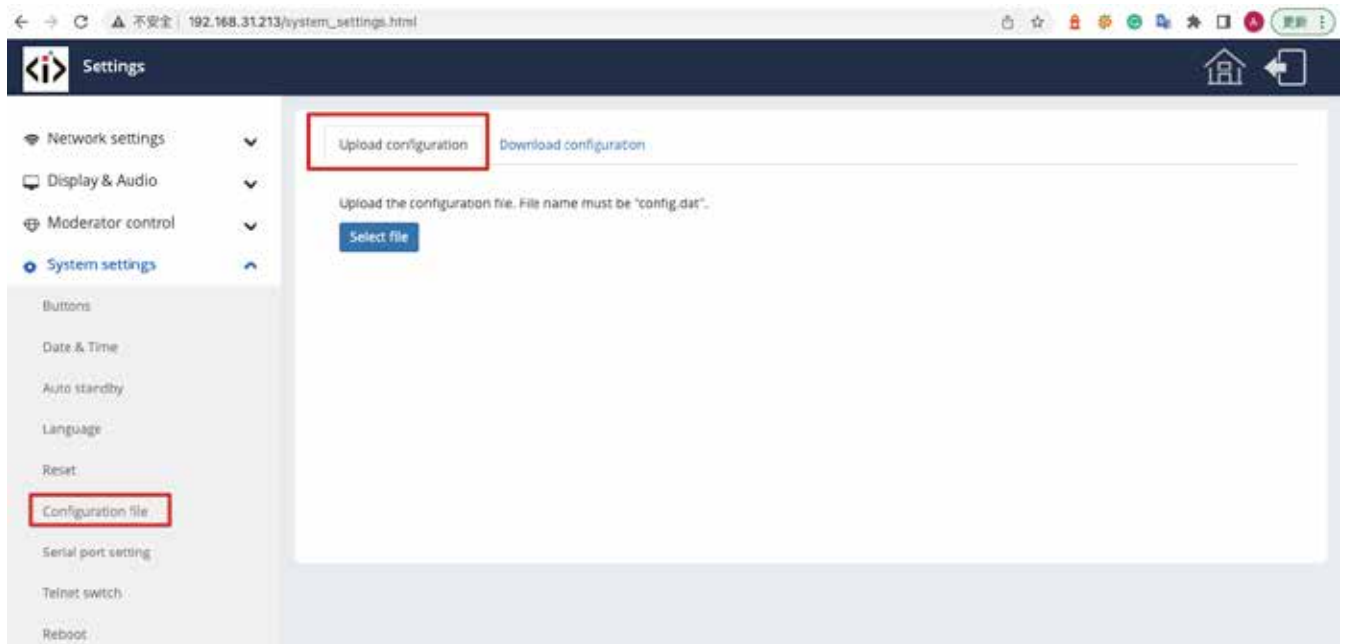 不安全 192.168.31.213/system_settings.html 更新
<i> Settings
Network settings
Display & Audio
Moderator control
System settings
Buttons
Date & Time
Auto standby
Language
Reset
Configuration file
Serial port setting
Telnet switch
Reboot
Upload configuration Download configuration
Upload the configuration file. File name must be "config.dat".
Select file